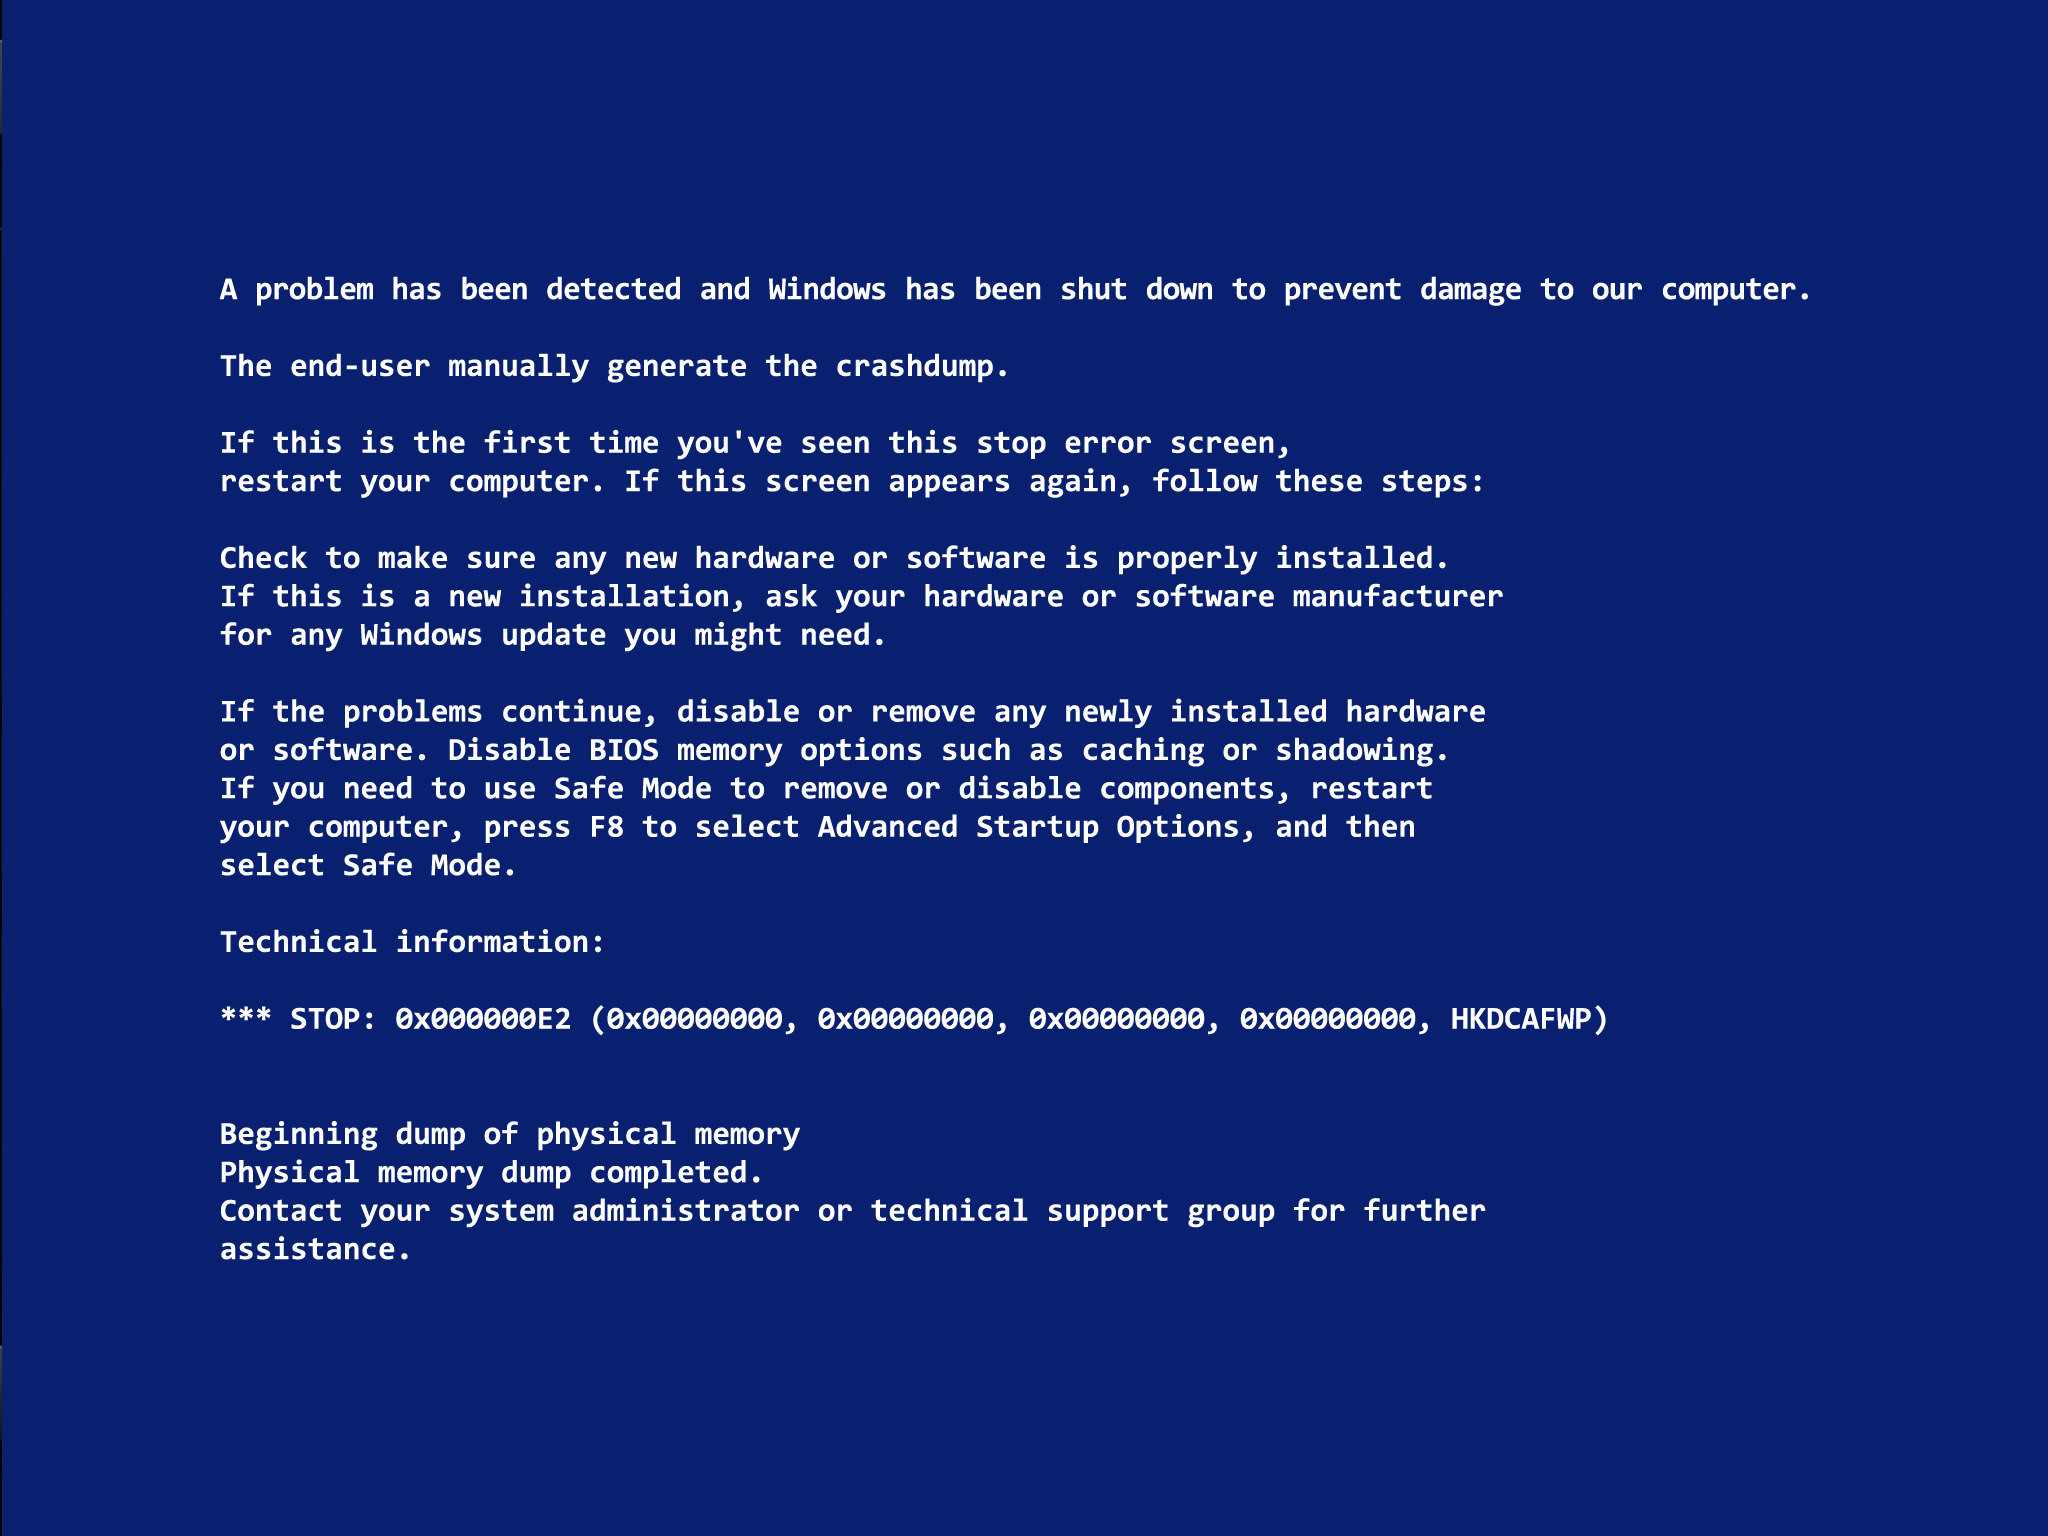 A problem has been detected and Windows has been shut down to prevent damage to our computer.
The end-user manually generate the crashdump.
If this is the first time you've seen this stop error screen,
restart your computer. If this screen appears again, follow these steps:
Check to make sure any new hardware or software is properly installed.
If this is a new installation, ask your hardware or software manufacturer
for any Windows update you might need.
If the problems continue, disable or remove any newly installed hardware
or software. Disable BIOS memory options such as caching or shadowing.
If you need to use Safe Mode to remove or disable components, restart
your computer, press F8 to select Advanced Startup Options, and then
select Safe Mode.
Technical information:
*** STOP: 0x000000E2 (0x00000000, 0x00000000, 0x00000000, 0x00000000, HKDCAFWP)
Beginning dump of physical memory
Physical memory dump completed.
Contact your system administrator or technical support group for further
assistance.